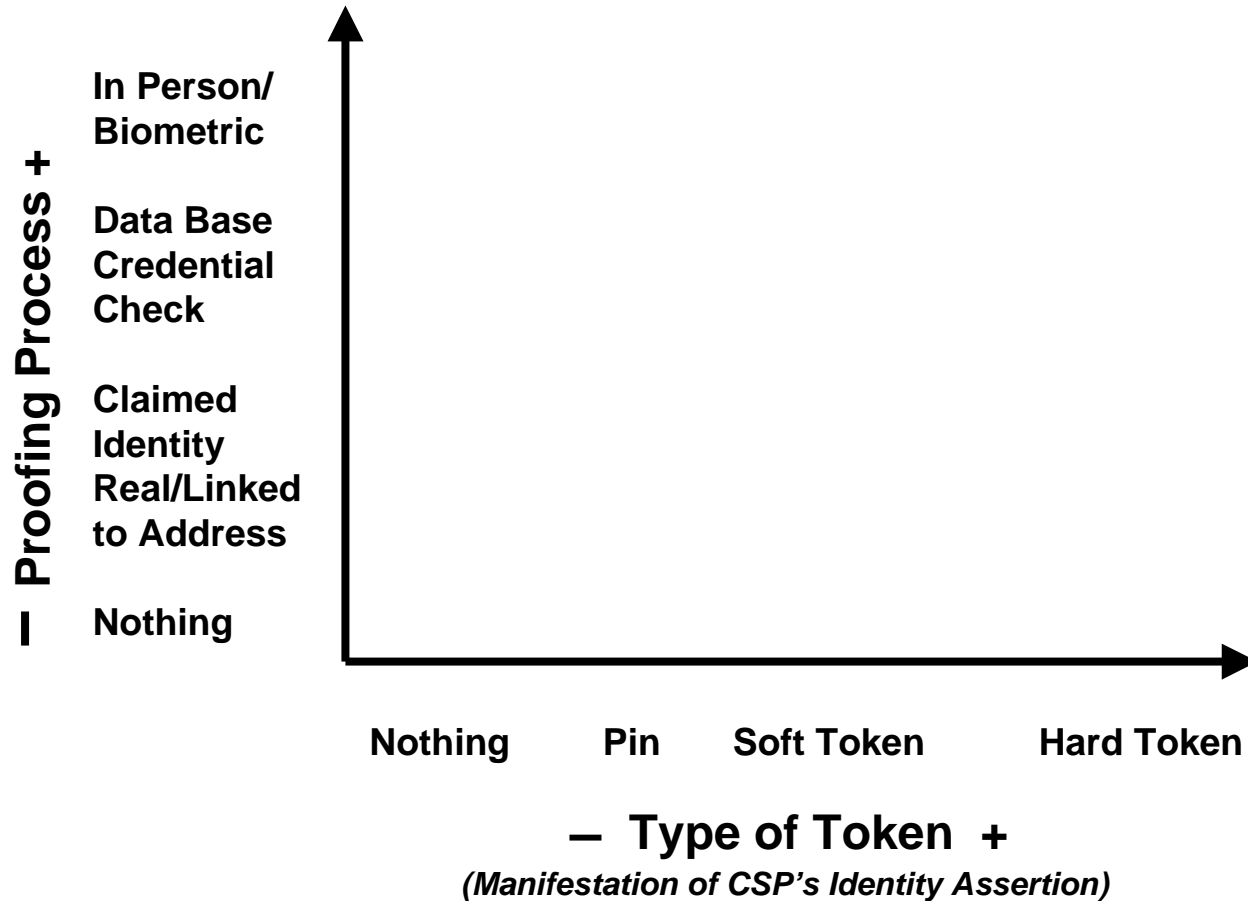 In Person/
Biometric
Data Base
Credential
Check
Claimed
Identity
Real/Linked
to Address
Nothing
– Proofing Process +
Nothing Pin Soft Token Hard Token
– Type of Token +
(Manifestation of CSP's Identity Assertion)